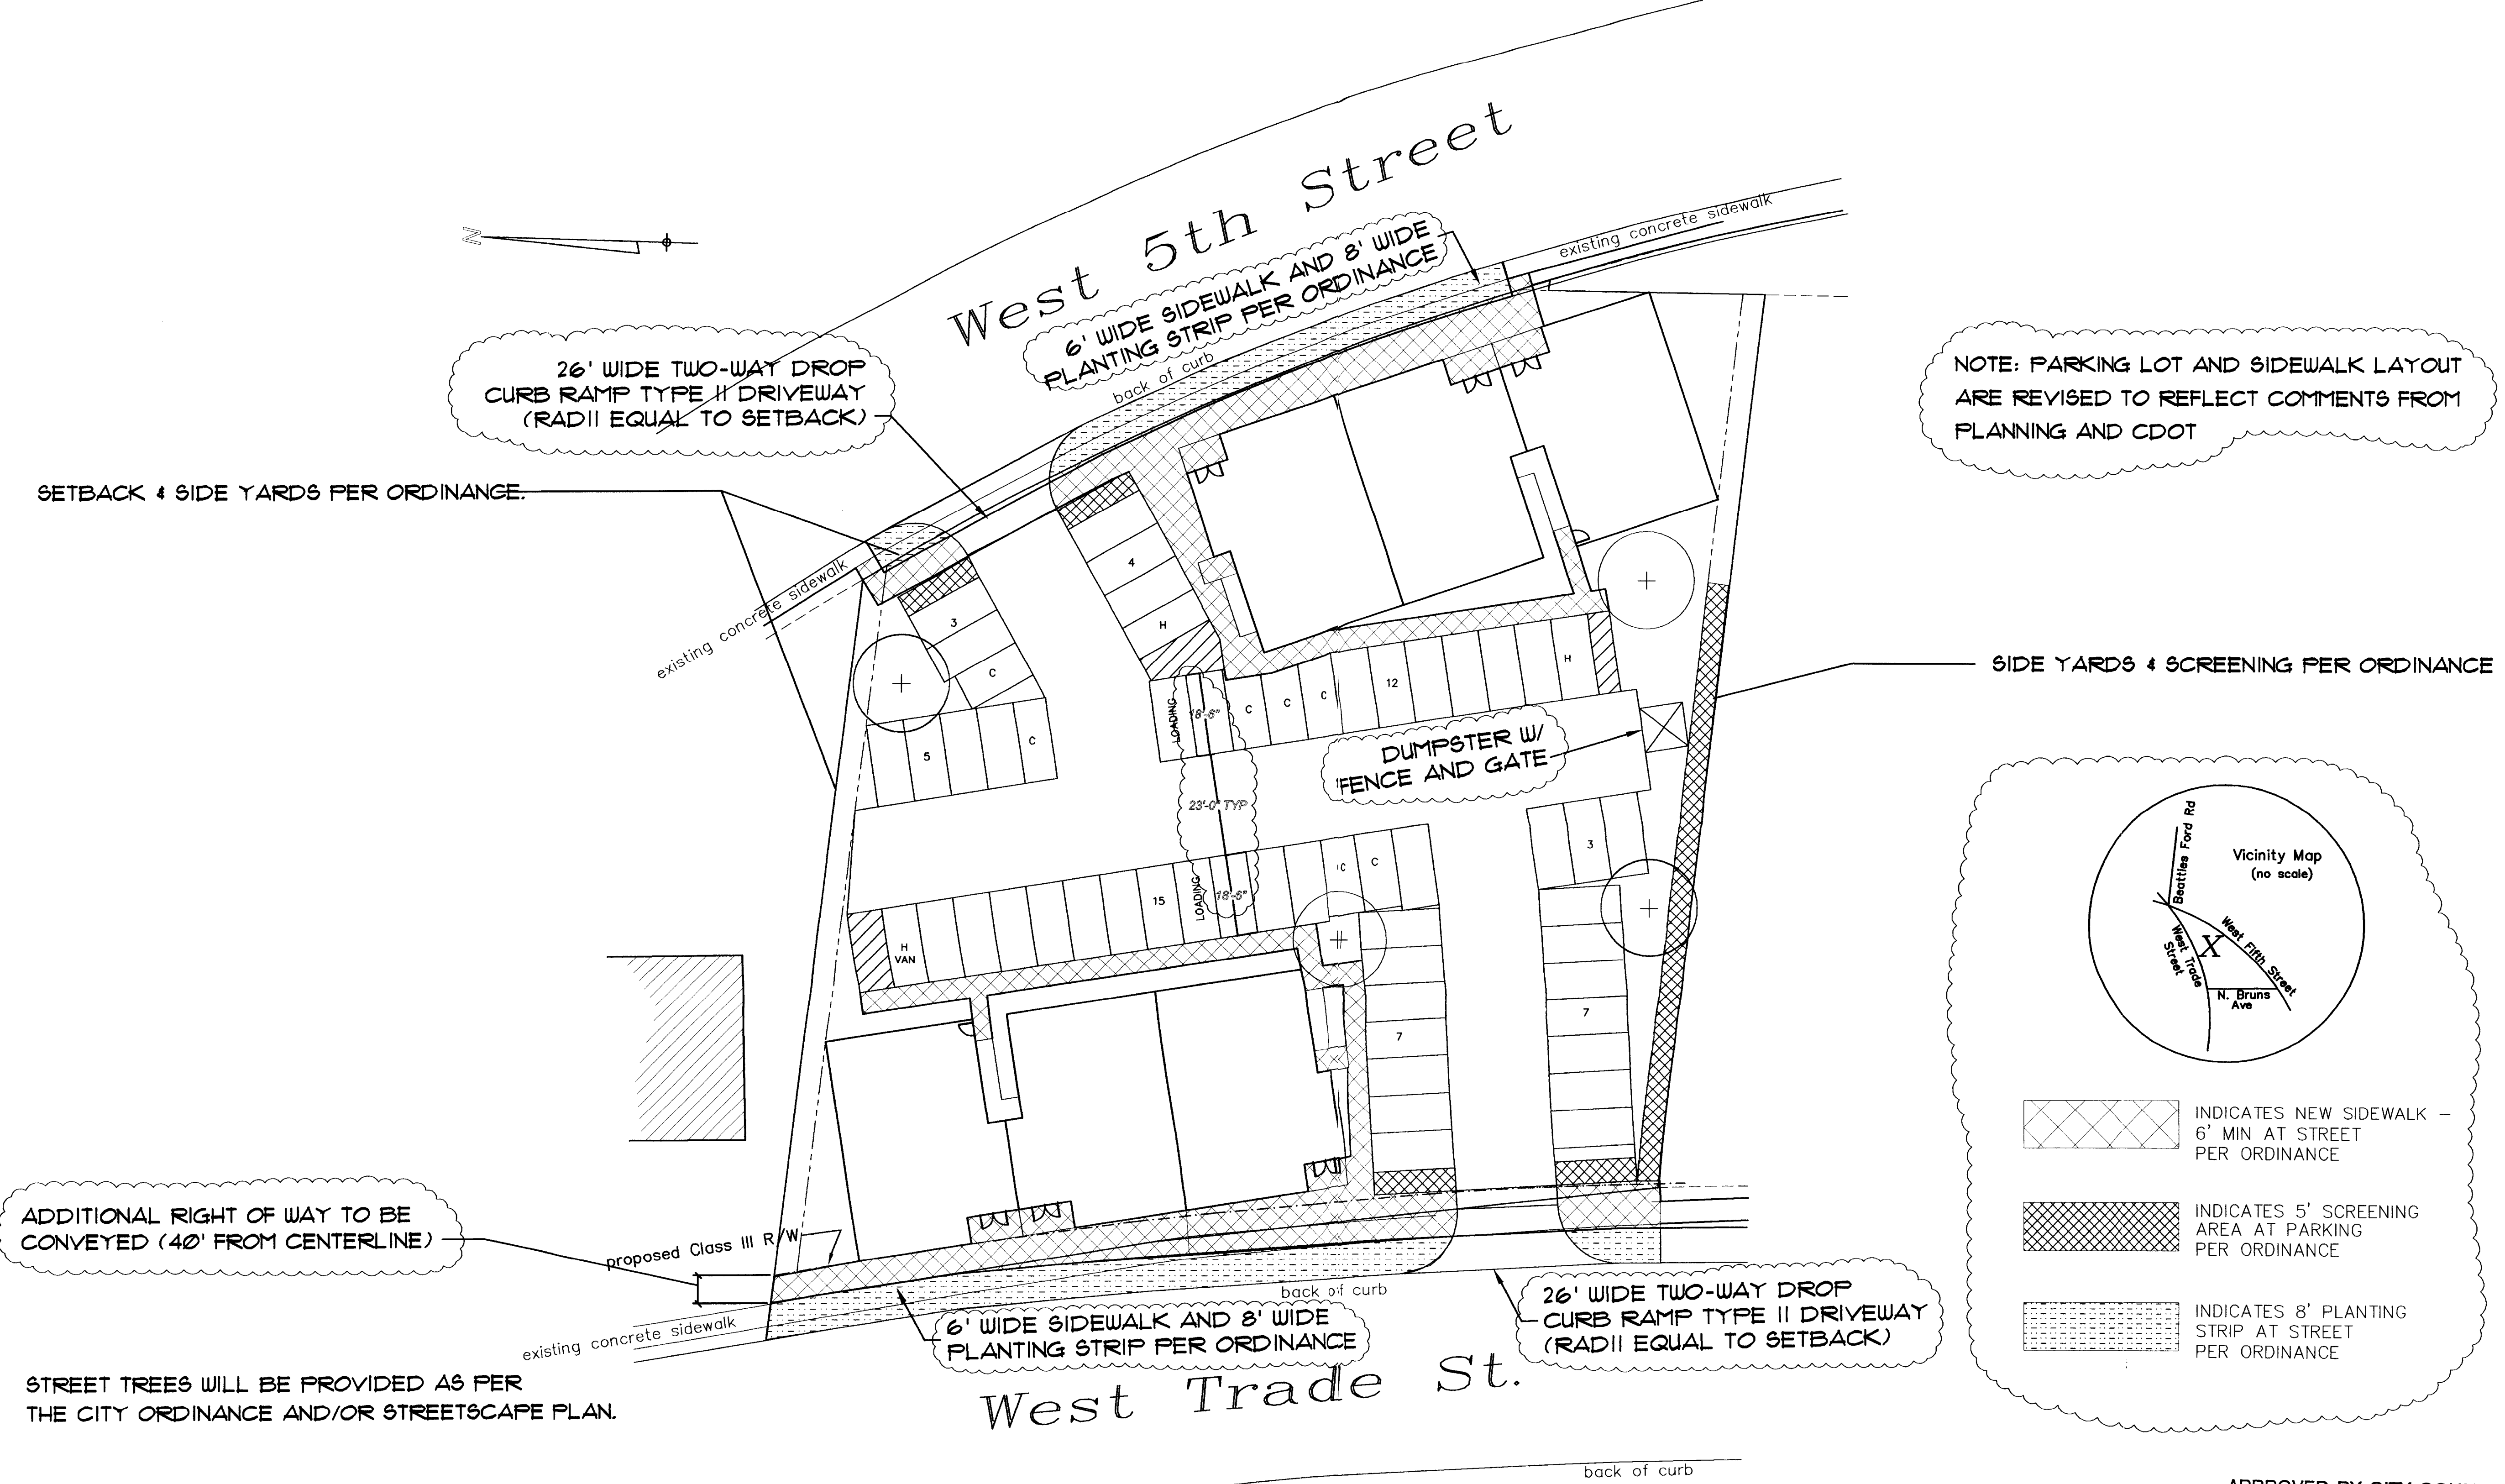 West 5th Street
6' WIDE SIDEWALK AND 8' WIDE
PLANTING STRIP PER ORDINANCE
existing concrete sidewalk
back of curb
N
26' WIDE TWO-WAY DROP
CURB RAMP TYPE II DRIVEWAY
(RADII EQUAL TO SETBACK)
NOTE: PARKING LOT AND SIDEWALK LAYOUT
ARE REVISED TO REFLECT COMMENTS FROM
PLANNING AND CDOT
SETBACK & SIDE YARDS PER ORDINANCE.
existing concrete sidewalk
4
H
3
C
5
C
LOADING
18'-6"
C
C
C
12
H
SIDE YARDS & SCREENING PER ORDINANCE
DUMPSTER W/
FENCE AND GATE
23'-0" TYP
3
C
C
15
LOADING
18'-6"
H
VAN
7
7
Vicinity Map
(no scale)
Beatties Ford Rd
West Fifth Street
West Trade
Street
X
N. Bruns
Ave
INDICATES NEW SIDEWALK -
6' MIN AT STREET
PER ORDINANCE
INDICATES 5' SCREENING
AREA AT PARKING
PER ORDINANCE
INDICATES 8' PLANTING
STRIP AT STREET
PER ORDINANCE
ADDITIONAL RIGHT OF WAY TO BE
CONVEYED (40' FROM CENTERLINE)
proposed Class III R/W
back of curb
existing concrete sidewalk
6' WIDE SIDEWALK AND 8' WIDE
PLANTING STRIP PER ORDINANCE
26' WIDE TWO-WAY DROP
CURB RAMP TYPE II DRIVEWAY
(RADII EQUAL TO SETBACK)
West Trade St.
STREET TREES WILL BE PROVIDED AS PER
THE CITY ORDINANCE AND/OR STREETSCAPE PLAN.
back of curb